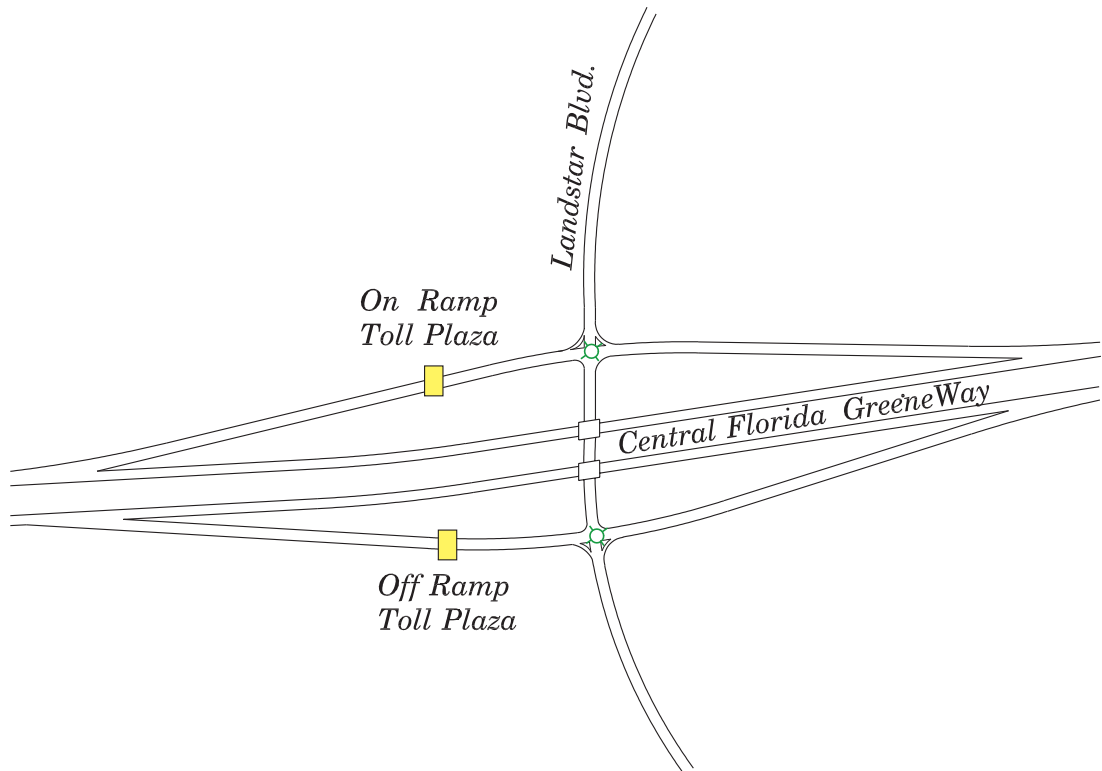 Landstar Blvd.
On Ramp
Toll Plaza
Central Florida GreeneWay
Off Ramp
Toll Plaza